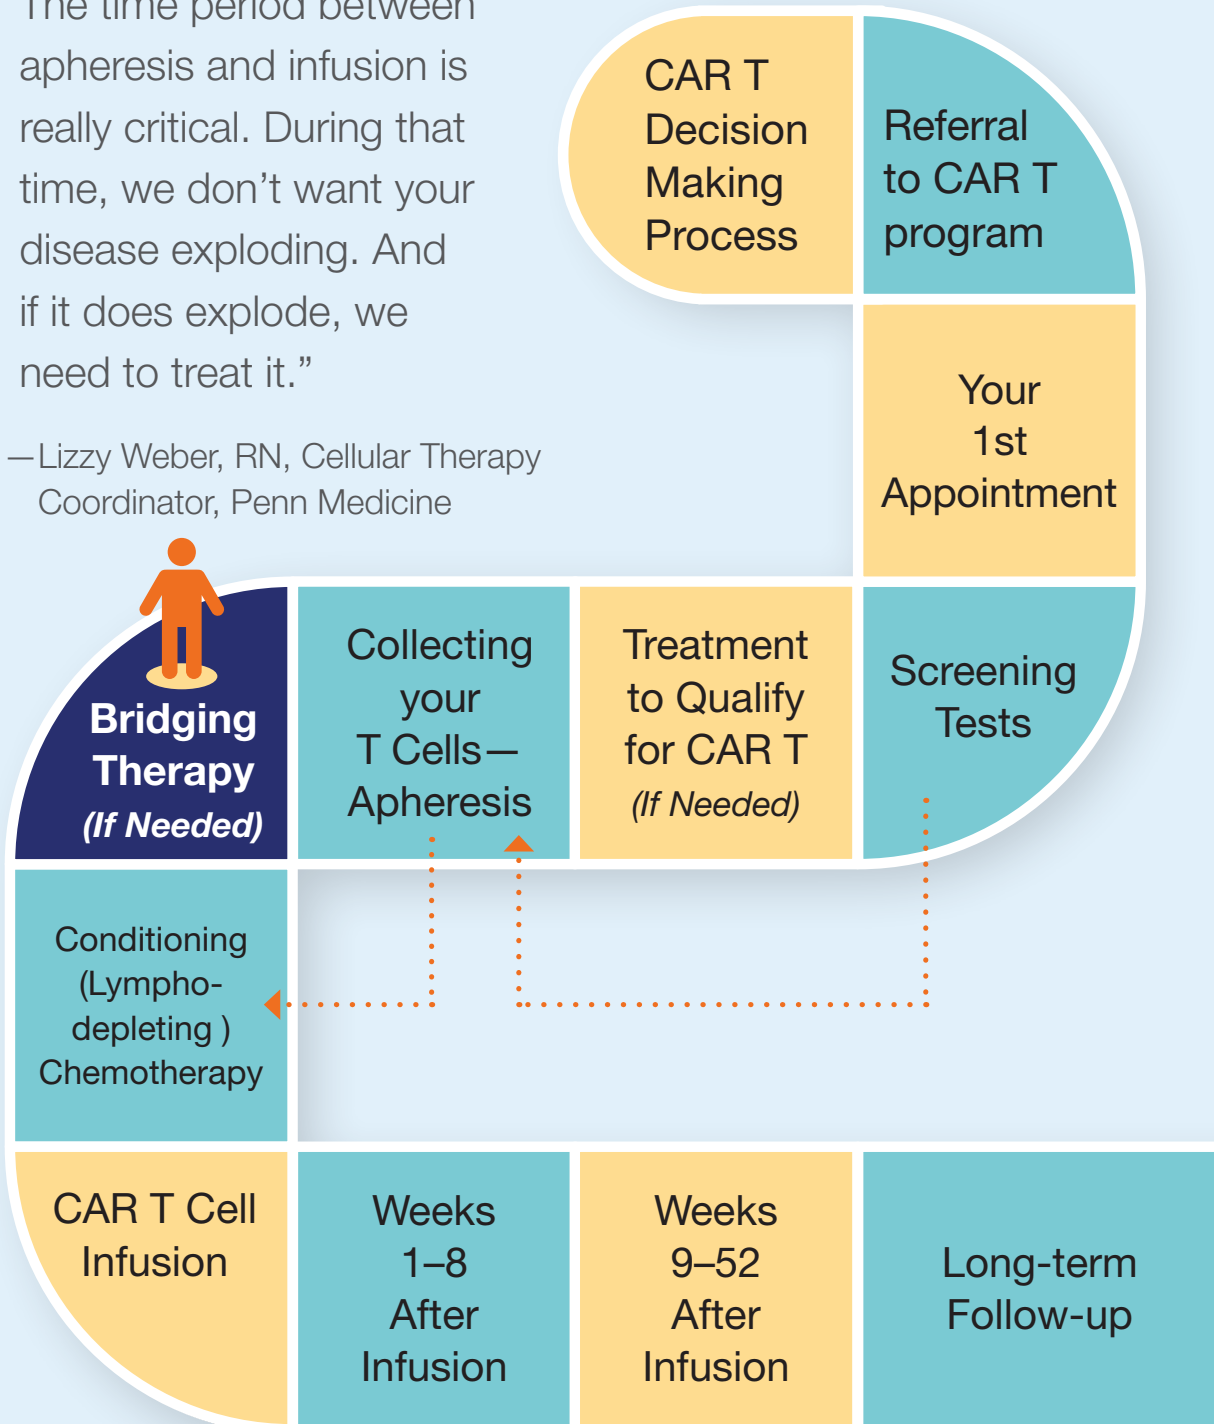 The time period between
apheresis and infusion is
really critical. During that
time, we don’t want your
disease exploding. And
if it does explode, we
need to treat it.”
—Lizzy Weber, RN, Cellular Therapy
Coordinator, Penn Medicine
CAR T
Decision
Making
Process
Referral
to CAR T
program
Your
1st
Appointment
Screening
Tests
Treatment
to Qualify
for CAR T
(If Needed)
Collecting
your
T Cells—
Apheresis
Bridging
Therapy
(If Needed)
Conditioning
(Lympho-
depleting )
Chemotherapy
CAR T Cell
Infusion
Weeks
1–8
After
Infusion
Weeks
9–52
After
Infusion
Long-term
Follow-up